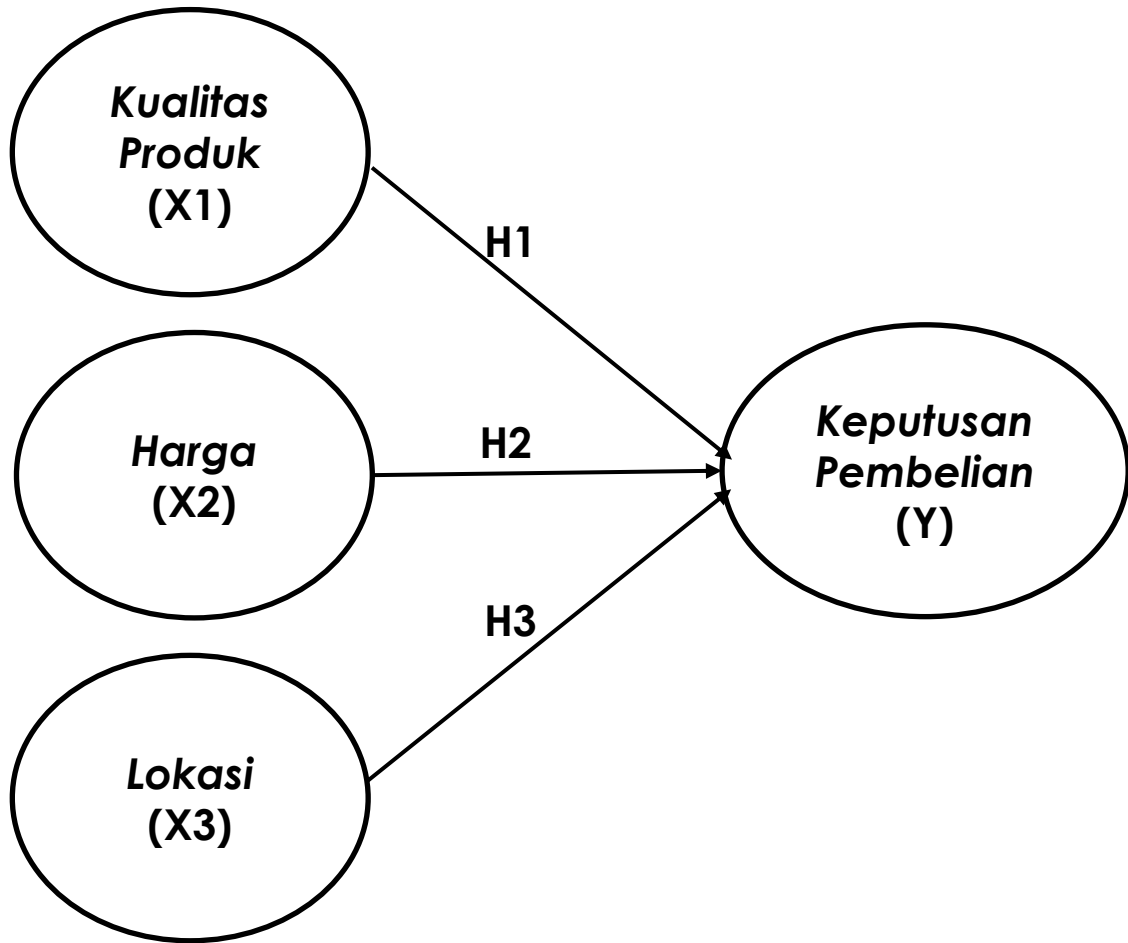 Kualitas
Produk
(X1)
H1
Harga
(X2)
H2
Keputusan
Pembelian
(Y)
H3
Lokasi
(X3)